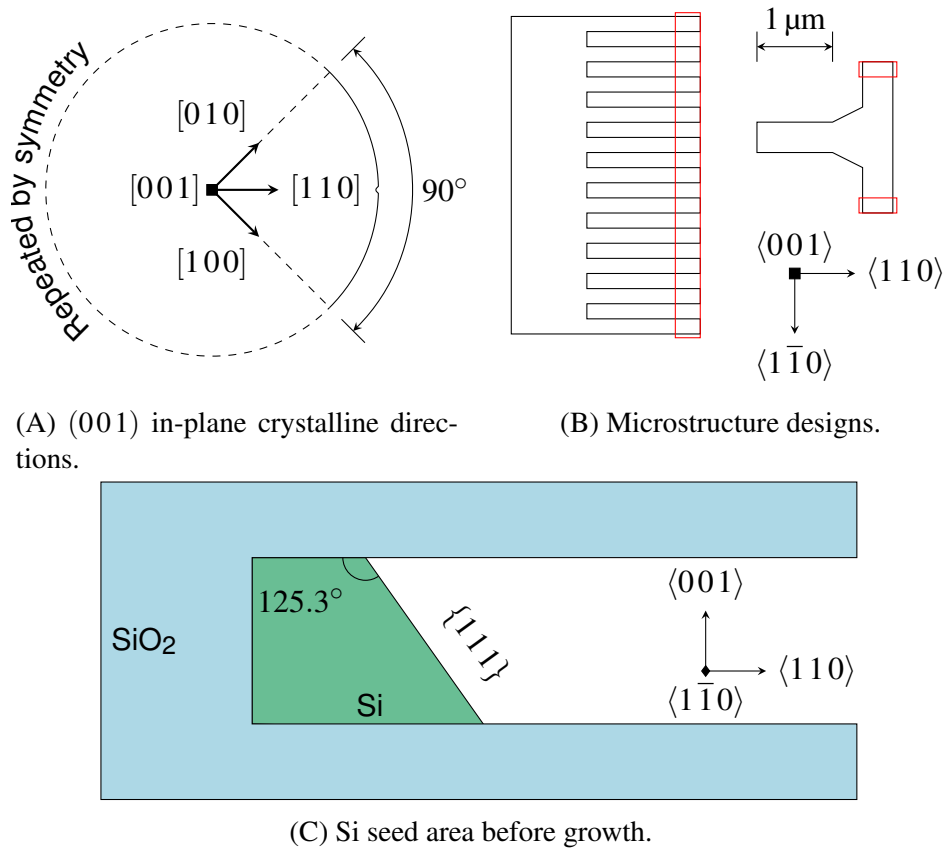 Repeated by symmetry
[010]
[001]
[110]
[100]
90°
1 μm
⟨001⟩
⟨110⟩
⟨11̅0⟩
(A) (001) in-plane crystalline direc-
tions.
(B) Microstructure designs.
125.3°
SiO₂
Si
{111}
⟨001⟩
⟨110⟩
⟨11̅0⟩
(C) Si seed area before growth.